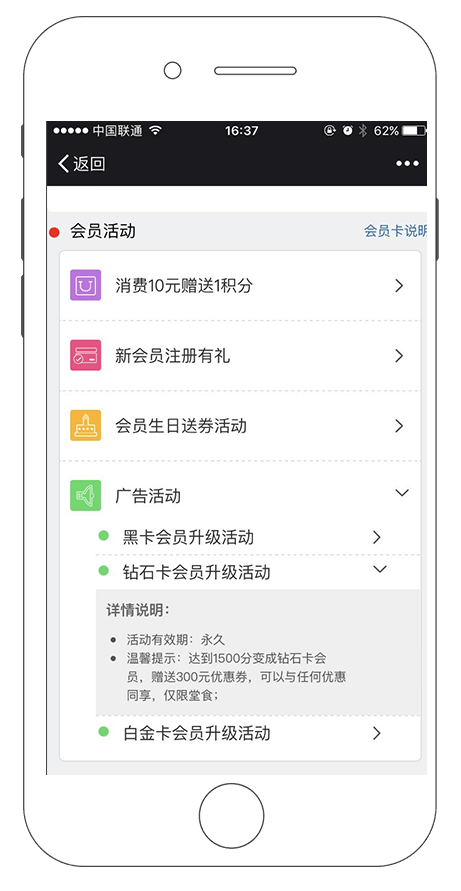 中国联通 16:37 62%
返回
会员活动 会员卡说明
消费10元赠送1积分
新会员注册有礼
会员生日送券活动
广告活动
黑卡会员升级活动
钻石卡会员升级活动
详情说明：
活动有效期：永久
温馨提示：达到1500分变成钻石卡会
员，赠送300元优惠券，可以与任何优惠
同享，仅限堂食；
白金卡会员升级活动